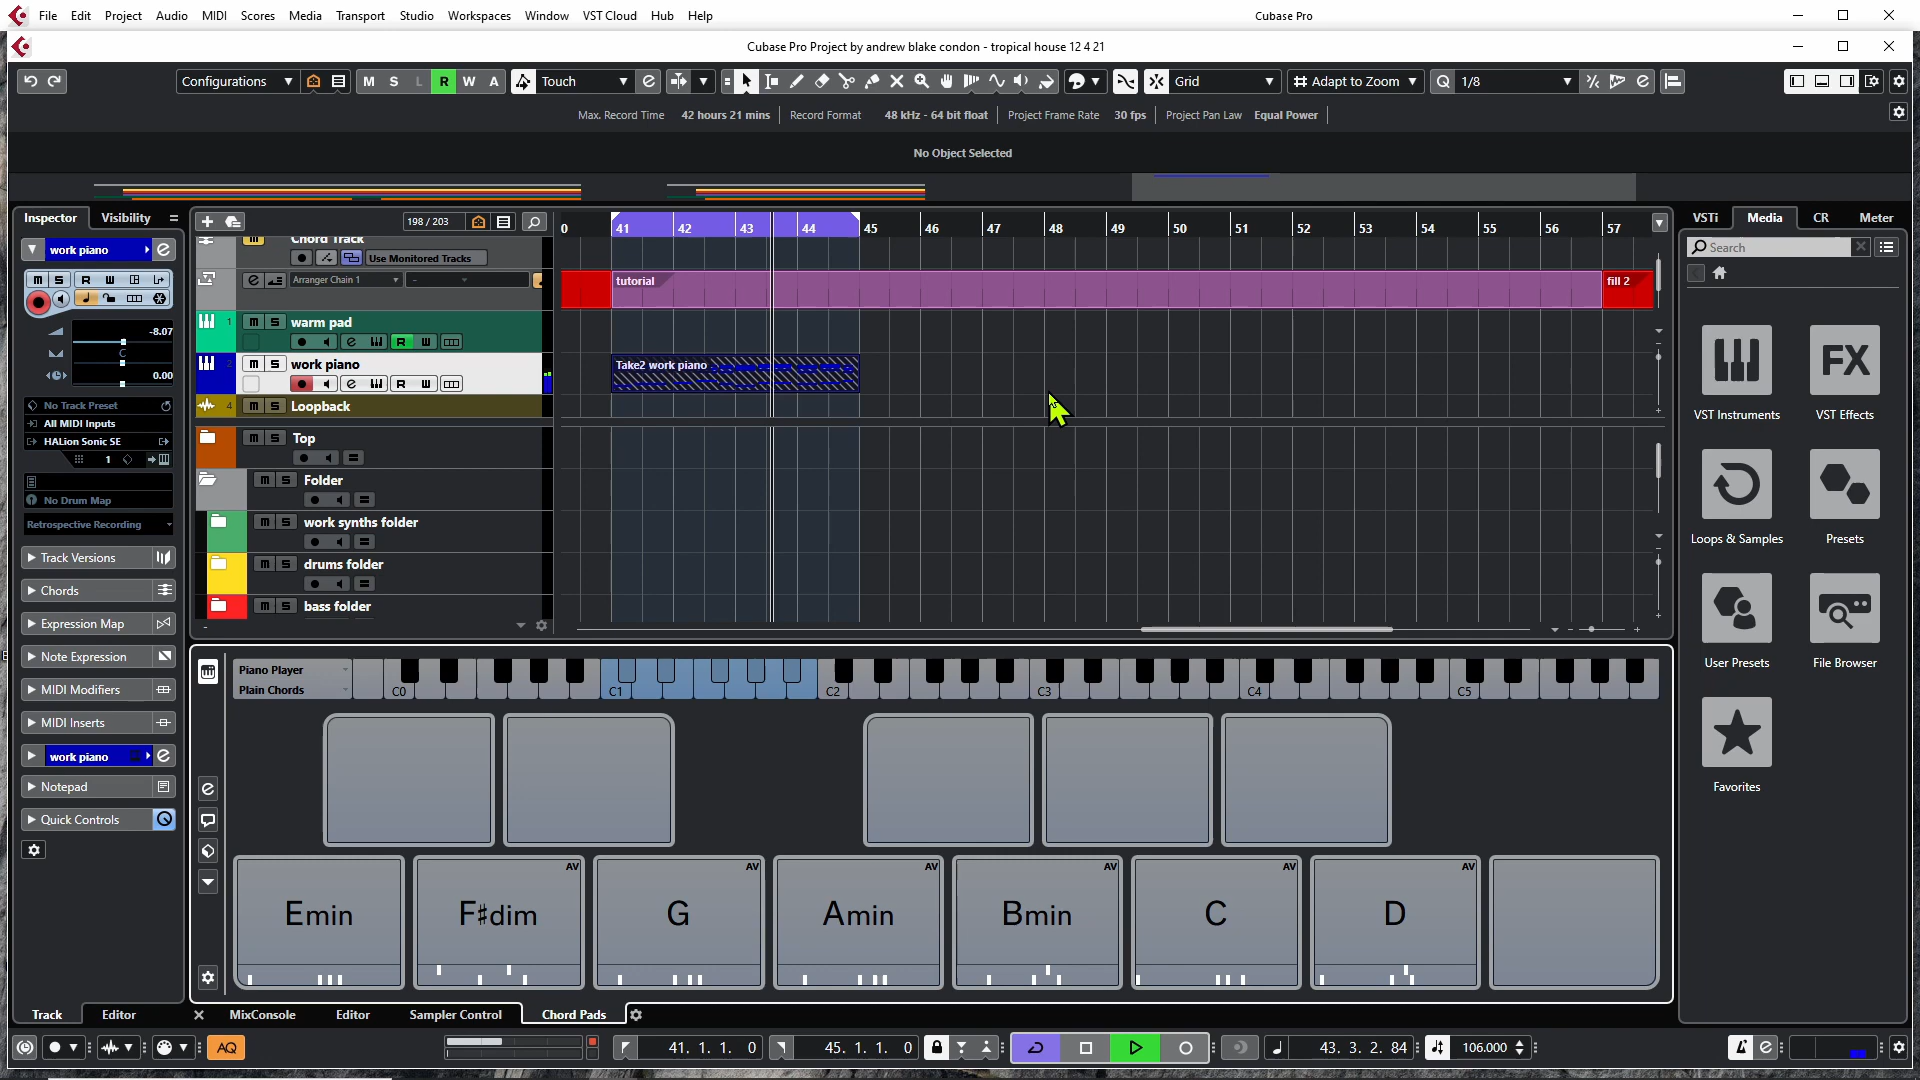 File Edit Project Audio MIDI Scores Media Transport Studio Workspaces Window VST Cloud Hub Help Cubase Pro
Cubase Pro Project by andrew blake condon - tropical house 12 4 21
Configurations M S L R W A Touch Grid Adapt to Zoom Q 1/8
Max. Record Time 42 hours 21 mins Record Format 48 kHz - 64 bit float Project Frame Rate 30 fps Project Pan Law Equal Power
No Object Selected
Inspector Visibility 198 / 203 0 41 42 43 44 45 46 47 48 49 50 51 52 53 54 55 56 57 VSTi Media CR Meter
work piano
Chord Track
Use Monitored Tracks
Search
m S R W
Arranger Chain 1
tutorial
fill 2
1 m S warm pad
R W
-8.07
C
0.00
2 m S work piano
R W
Take2 work piano
4 m S Loopback
VST Instruments VST Effects
No Track Preset
All MIDI Inputs
HALion Sonic SE
1
No Drum Map
Retrospective Recording
m S Top
m S Folder
m S work synths folder
m S drums folder
m S bass folder
Loops & Samples Presets
User Presets File Browser
Favorites
Track Versions
Chords
Expression Map
Note Expression
MIDI Modifiers
MIDI Inserts
work piano
Notepad
Quick Controls
Piano Player
Plain Chords
C0 C1 C2 C3 C4 C5
AV AV AV AV AV AV
Emin F♯dim G Amin Bmin C D
Track Editor MixConsole Editor Sampler Control Chord Pads
AQ 41. 1. 1. 0 45. 1. 1. 0 43. 3. 2. 84 106.000